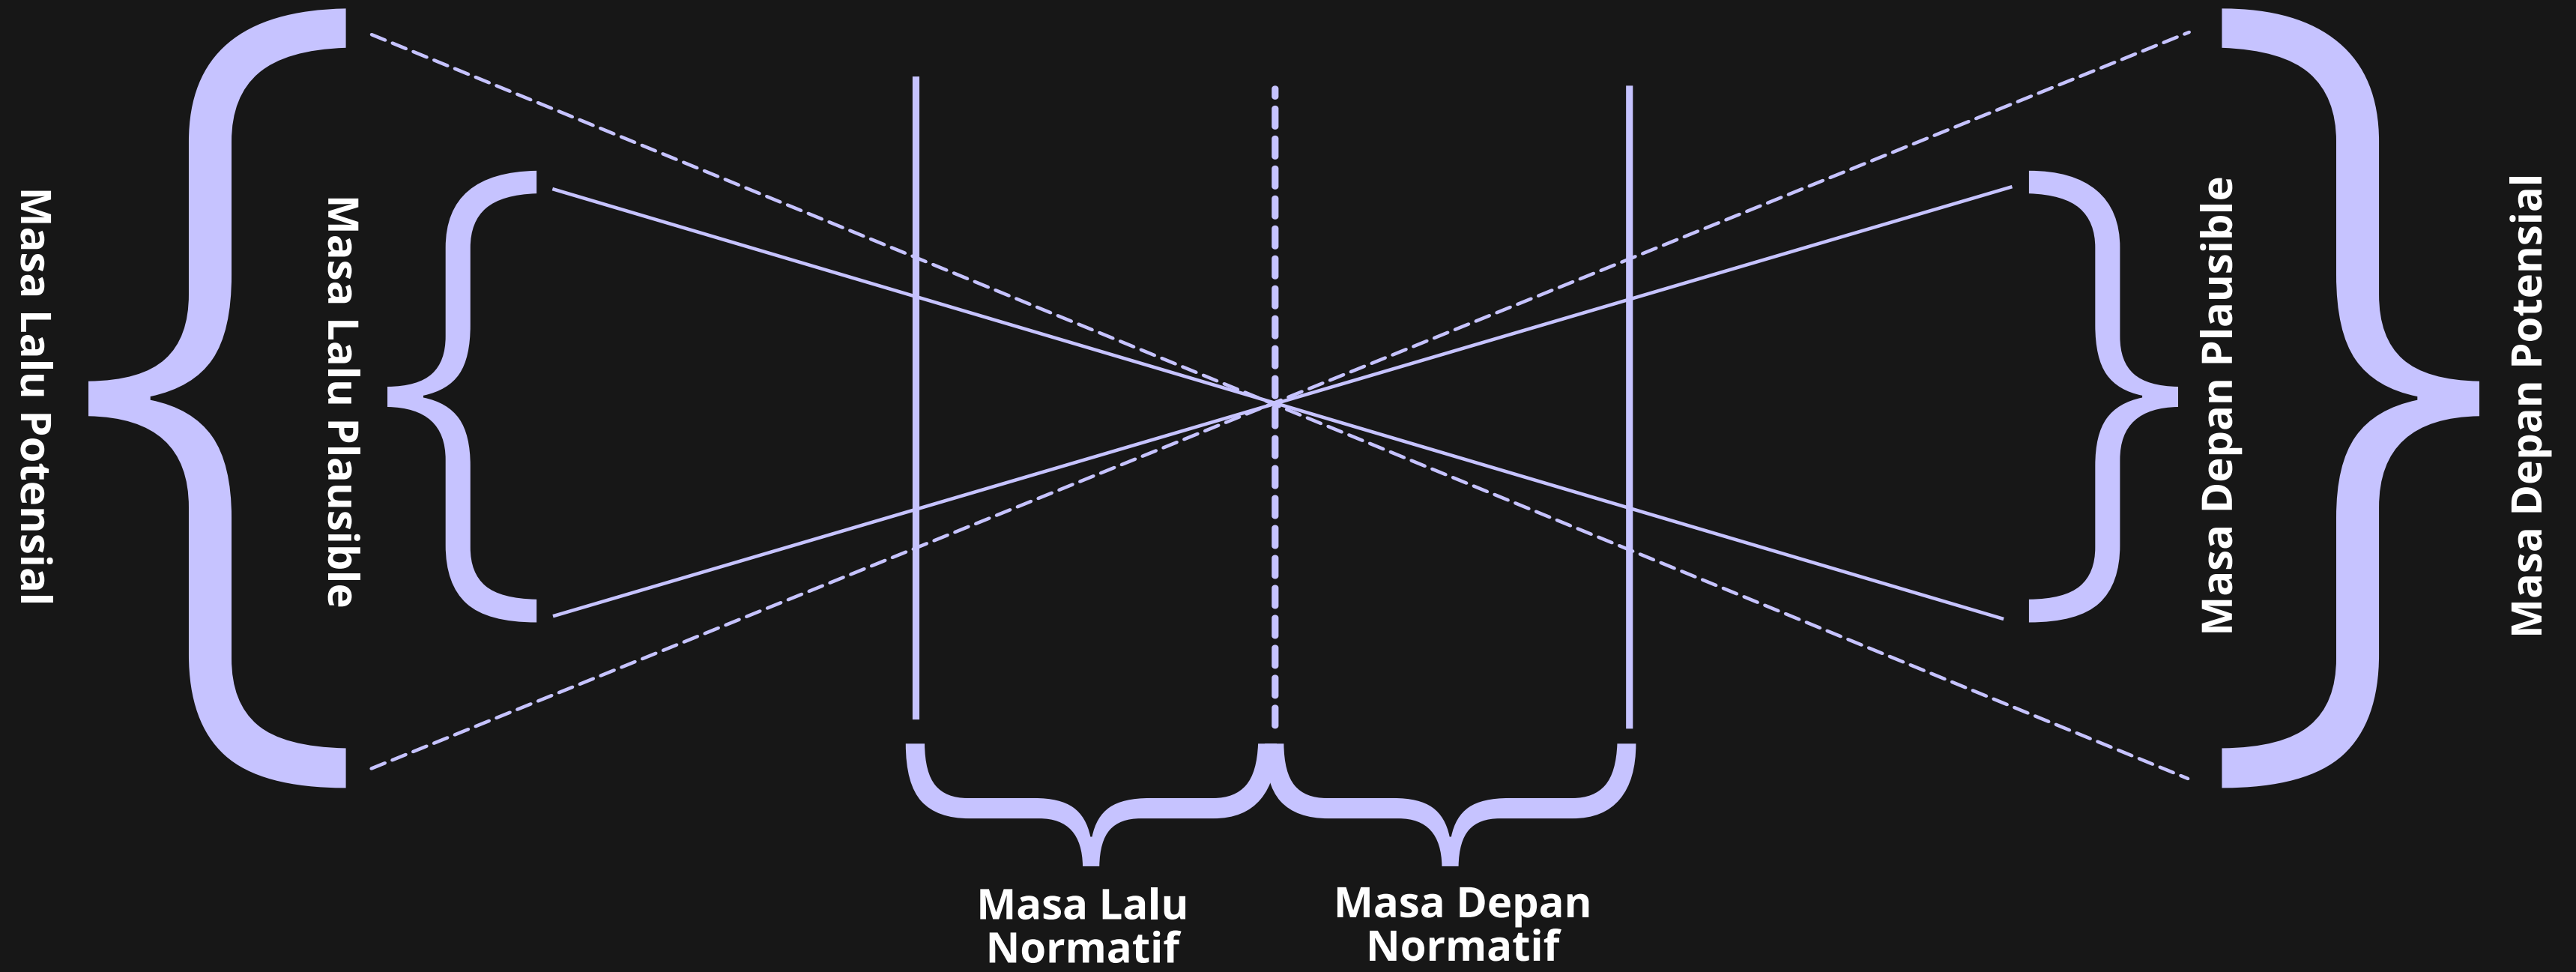 Masa Lalu Potensial
Masa Lalu Plausible
Masa Depan Plausible
Masa Depan Potensial
Masa Lalu
Normatif
Masa Depan
Normatif